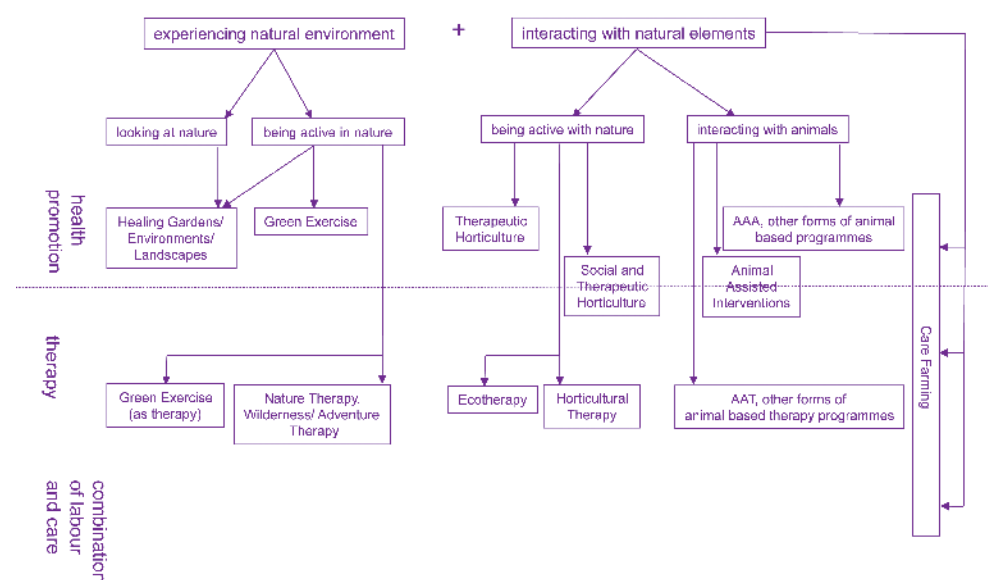 experiencing natural environment
+
interacting with natural elements
looking at nature
being active in nature
being active with nature
interacting with animals
health
promotion
Healing Gardens/
Environments/
Landscapes
Green Exercise
Therapeutic
Horticulture
AAA, other forms of animal
based programmes
Social and
Therapeutic
Horticulture
Animal
Assisted
Interventions
Care Farming
therapy
Green Exercise
(as therapy)
Nature Therapy,
Wilderness/ Adventure
Therapy
Ecotherapy
Horticultural
Therapy
AAT, other forms of
animal based therapy programmes
combination
of labour
and care